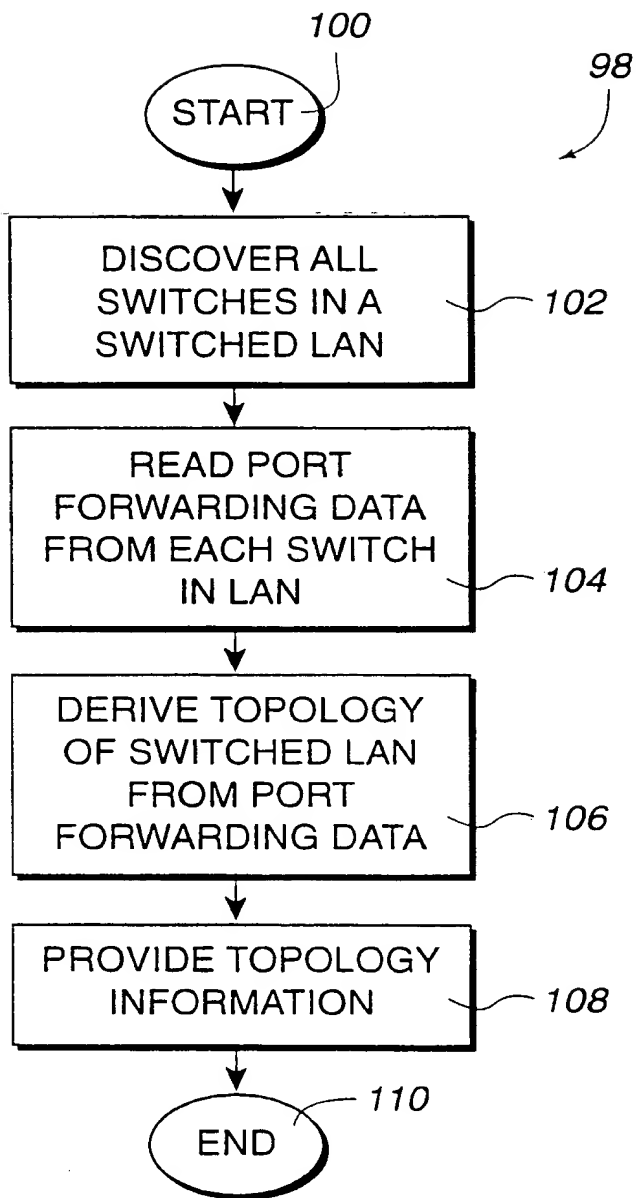 100
98
START
DISCOVER ALL
SWITCHES IN A
SWITCHED LAN
102
READ PORT
FORWARDING DATA
FROM EACH SWITCH
IN LAN
104
DERIVE TOPOLOGY
OF SWITCHED LAN
FROM PORT
FORWARDING DATA
106
PROVIDE TOPOLOGY
INFORMATION
108
110
END